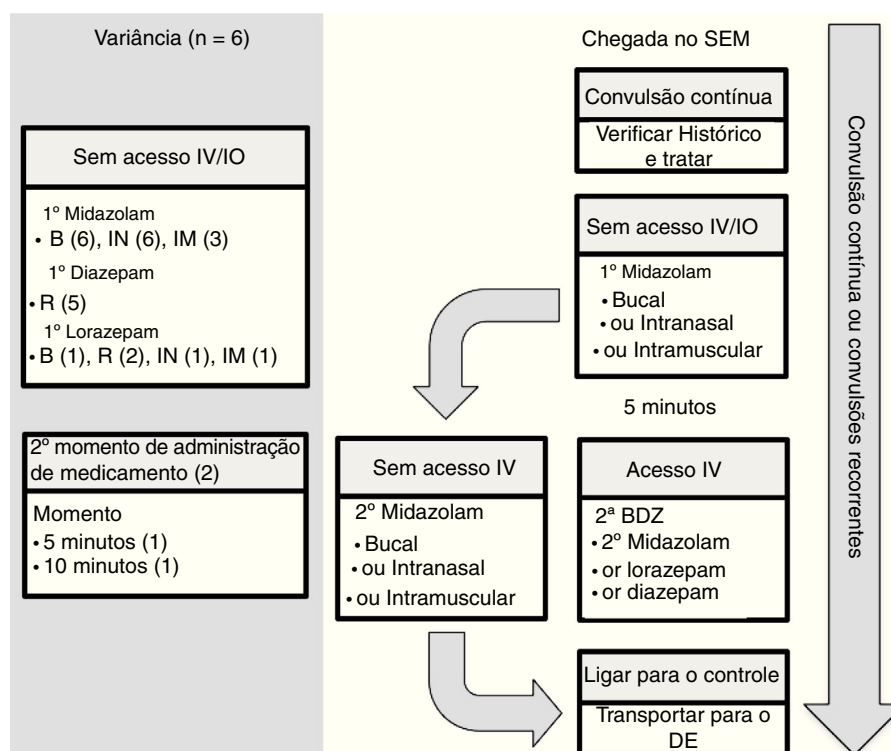 Variância (n = 6)
Sem acesso IV/IO
1º Midazolam
• B (6), IN (6), IM (3)
1º Diazepam
• R (5)
1º Lorazepam
• B (1), R (2), IN (1), IM (1)
2º momento de administração
de medicamento (2)
Momento
• 5 minutos (1)
• 10 minutos (1)
Chegada no SEM
Convulsão contínua
Verificar Histórico
e tratar
Sem acesso IV/IO
1º Midazolam
• Bucal
• ou Intranasal
• ou Intramuscular
5 minutos
Sem acesso IV
2º Midazolam
• Bucal
• ou Intranasal
• ou Intramuscular
Acesso IV
2ª BDZ
• 2º Midazolam
• or lorazepam
• or diazepam
Ligar para o controle
Transportar para o
DE
Convulsão contínua ou convulsões recorrentes